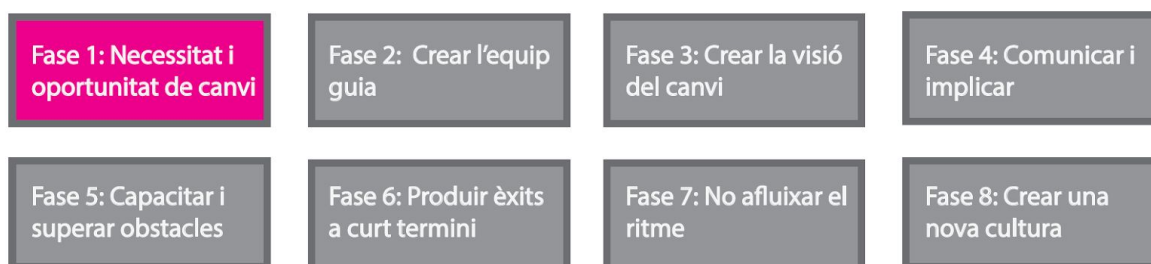 Fase 1: Necessitat i
oportunitat de canvi
Fase 2:  Crear l'equip
guia
Fase 3: Crear la visió
del canvi
Fase 4: Comunicar i
implicar
Fase 5: Capacitar i
superar obstacles
Fase 6: Produir èxits
a curt termini
Fase 7: No afluixar el
ritme
Fase 8: Crear una
nova cultura